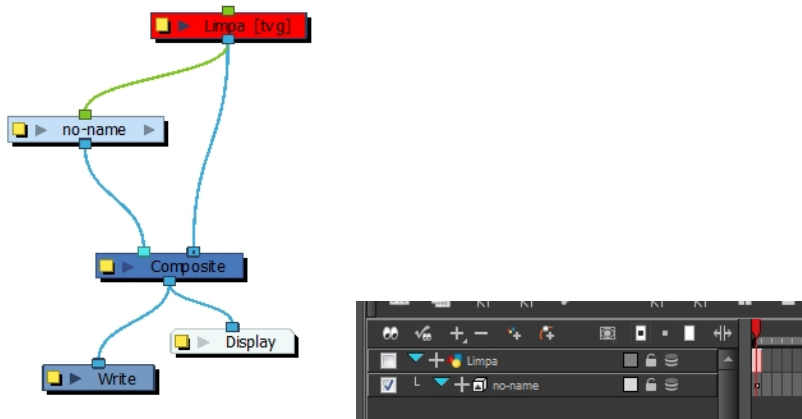 Limpa [tvg]
no-name
Composite
Display
Write
Limpa
no-name